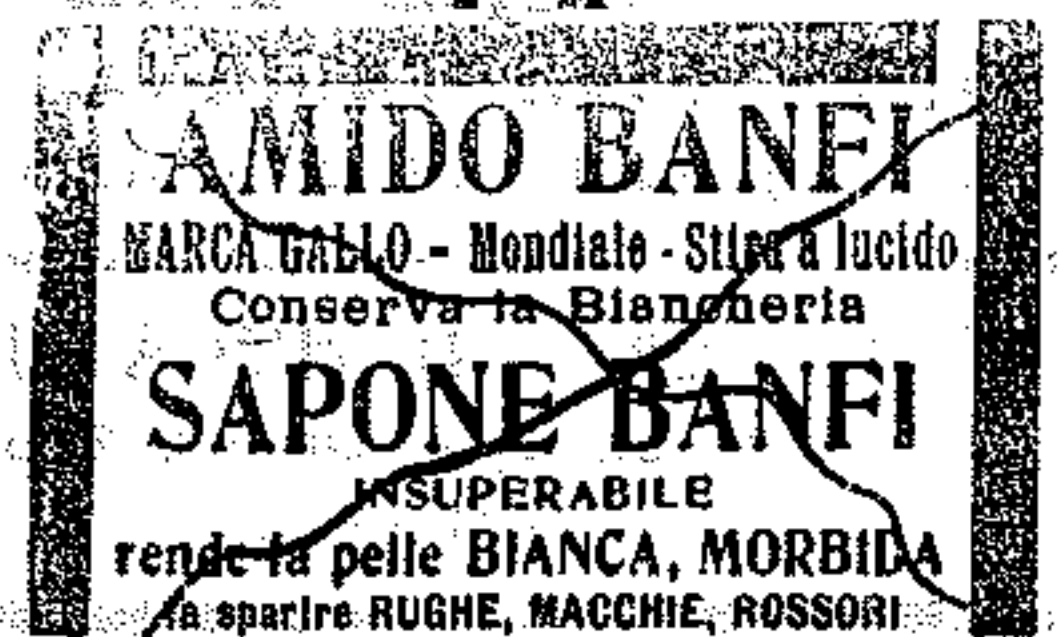 AMIDO BANFI
MARCA GALLO - Mondiale - Stira a lucido
Conserva la Biancheria
SAPONE BANFI
INSUPERABILE
rende la pelle BIANCA, MORBIDA
fa sparire RUGHE, MACCHIE, ROSSORI